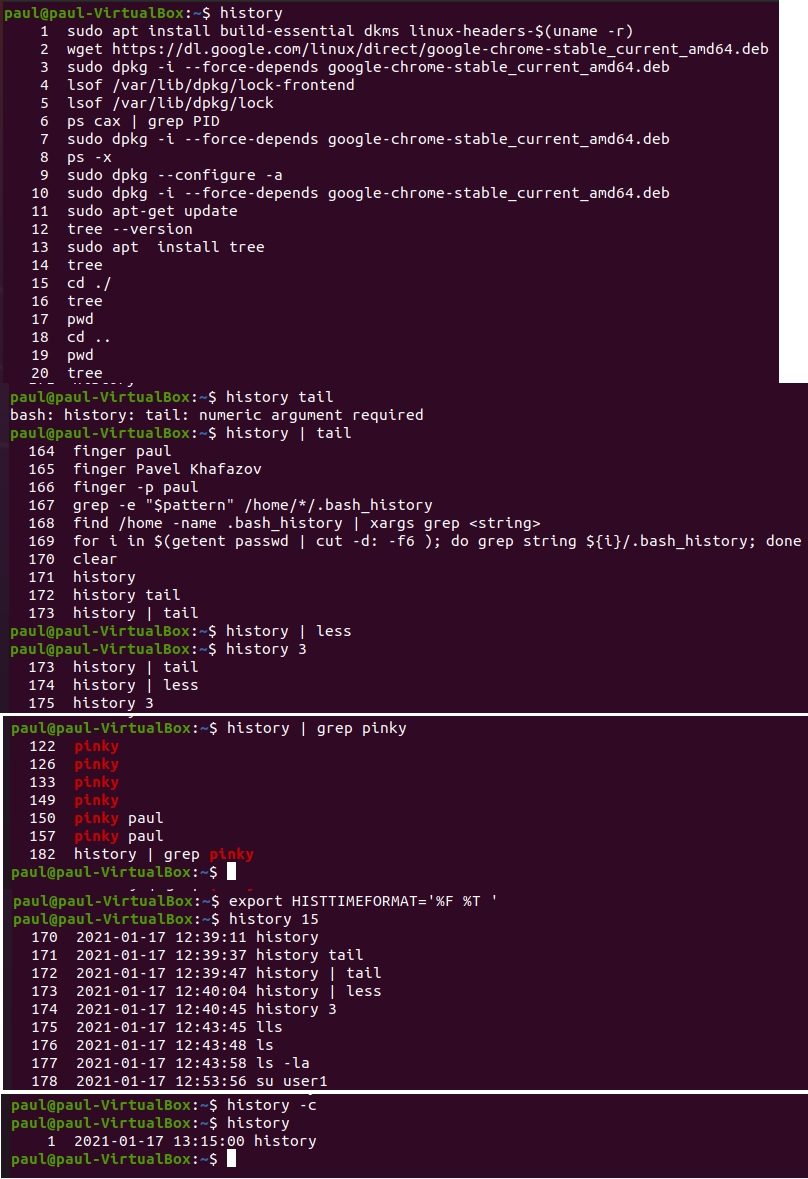 paul@paul-VirtualBox:~$ history
1 sudo apt install build-essential dkms linux-headers-$(uname -r)
2 wget https://dl.google.com/linux/direct/google-chrome-stable_current_amd64.deb
3 sudo dpkg -i --force-depends google-chrome-stable_current_amd64.deb
4 lsof /var/lib/dpkg/lock-frontend
5 lsof /var/lib/dpkg/lock
6 ps cax | grep PID
7 sudo dpkg -i --force-depends google-chrome-stable_current_amd64.deb
8 ps -x
9 sudo dpkg --configure -a
10 sudo dpkg -i --force-depends google-chrome-stable_current_amd64.deb
11 sudo apt-get update
12 tree --version
13 sudo apt  install tree
14 tree
15 cd ./
16 tree
17 pwd
18 cd ..
19 pwd
20 tree
paul@paul-VirtualBox:~$ history tail
bash: history: tail: numeric argument required
paul@paul-VirtualBox:~$ history | tail
164 finger paul
165 finger Pavel Khafazov
166 finger -p paul
167 grep -e "$pattern" /home/*/.bash_history
168 find /home -name .bash_history | xargs grep <string>
169 for i in $(getent passwd | cut -d: -f6 ); do grep string ${i}/.bash_history; done
170 clear
171 history
172 history tail
173 history | tail
paul@paul-VirtualBox:~$ history | less
paul@paul-VirtualBox:~$ history 3
173 history | tail
174 history | less
175 history 3
paul@paul-VirtualBox:~$ history | grep pinky
122 pinky
126 pinky
133 pinky
149 pinky
150 pinky paul
157 pinky paul
182 history | grep pinky
paul@paul-VirtualBox:~$
paul@paul-VirtualBox:~$ export HISTTIMEFORMAT='%F %T '
paul@paul-VirtualBox:~$ history 15
170 2021-01-17 12:39:11 history
171 2021-01-17 12:39:37 history tail
172 2021-01-17 12:39:47 history | tail
173 2021-01-17 12:40:04 history | less
174 2021-01-17 12:40:45 history 3
175 2021-01-17 12:43:45 lls
176 2021-01-17 12:43:48 ls
177 2021-01-17 12:43:58 ls -la
178 2021-01-17 12:53:56 su user1
paul@paul-VirtualBox:~$ history -c
paul@paul-VirtualBox:~$ history
1 2021-01-17 13:15:00 history
paul@paul-VirtualBox:~$